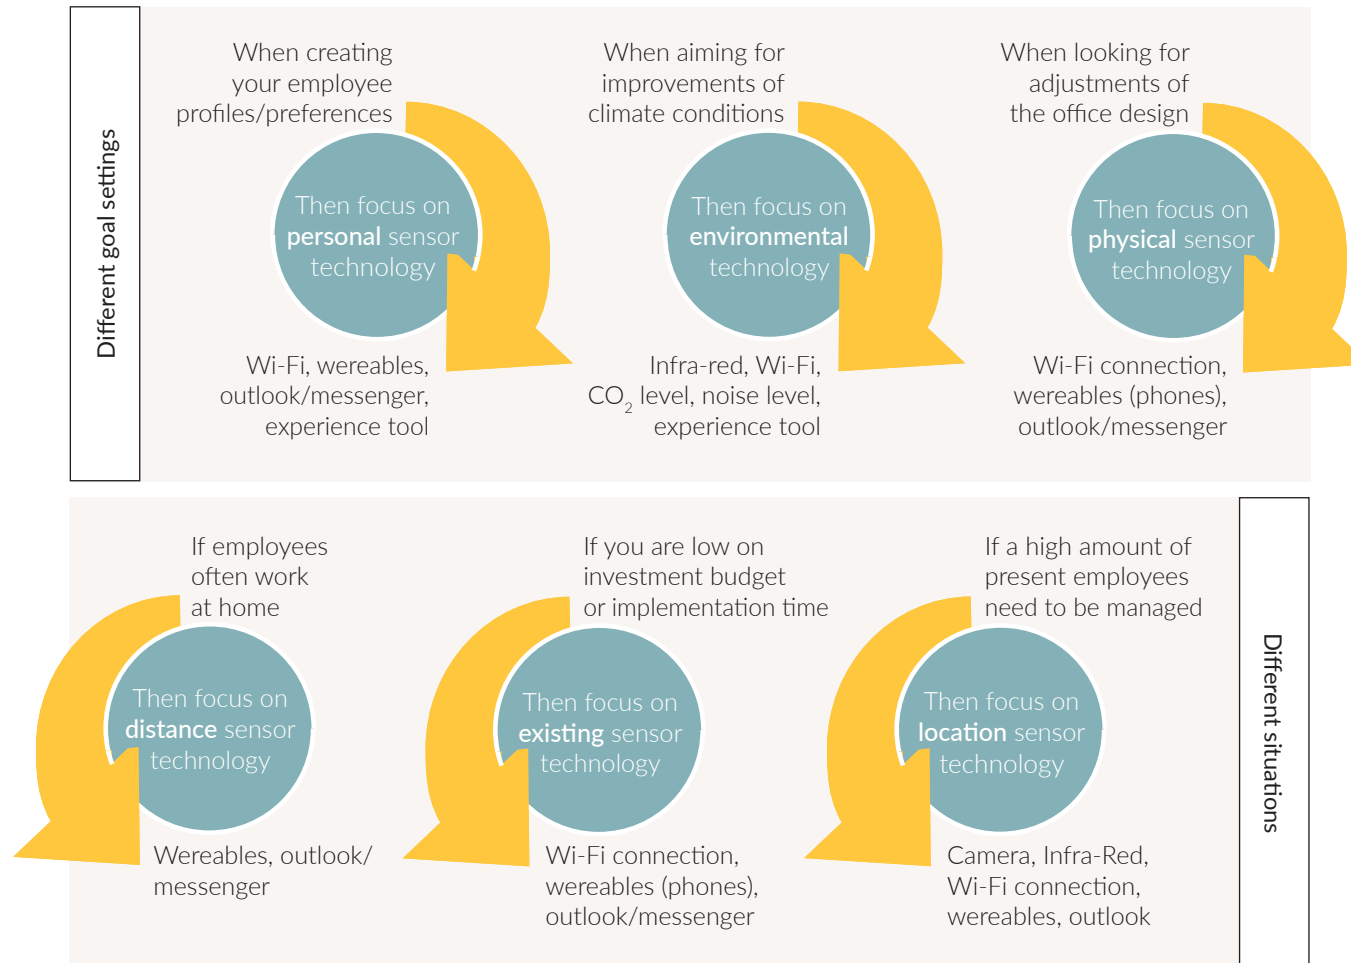 Different goal settings
When creating
your employee
profiles/preferences
Then focus on
personal sensor
technology
Wi-Fi, wereables,
outlook/messenger,
experience tool
When aiming for
improvements of
climate conditions
Then focus on
environmental
technology
Infra-red, Wi-Fi,
CO2 level, noise level,
experience tool
When looking for
adjustments of
the office design
Then focus on
physical sensor
technology
Wi-Fi connection,
wereables (phones),
outlook/messenger
If employees
often work
at home
Then focus on
distance sensor
technology
Wereables, outlook/
messenger
If you are low on
investment budget
or implementation time
Then focus on
existing sensor
technology
Wi-Fi connection,
wereables (phones),
outlook/messenger
If a high amount of
present employees
need to be managed
Then focus on
location sensor
technology
Camera, Infra-Red,
Wi-Fi connection,
wereables, outlook
Different situations